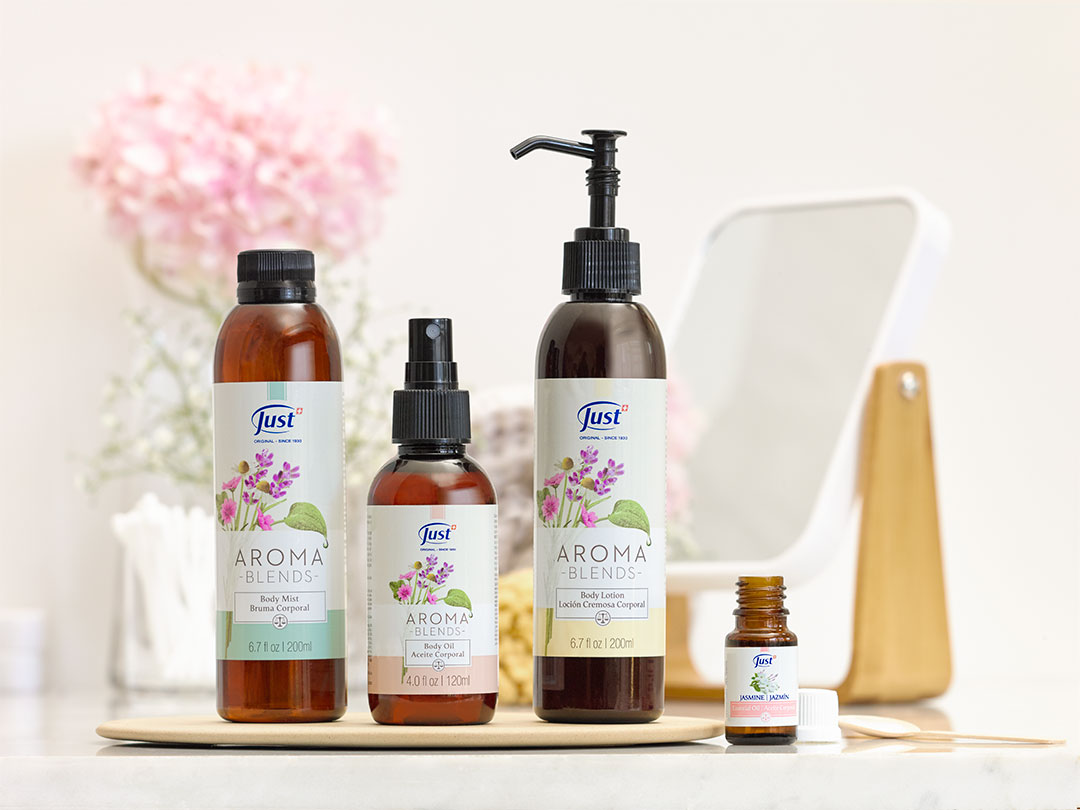 Just
ORIGINAL - SINCE 1930
AROMA
-BLENDS-
Body Mist
Bruma Corporal
6.7 fl oz | 200ml
Just
ORIGINAL - SINCE 1930
AROMA
-BLENDS-
Body Oil
Aceite Corporal
4.0 fl oz | 120ml
Just
ORIGINAL - SINCE 1930
AROMA
-BLENDS-
Body Lotion
Loción Cremosa Corporal
6.7 fl oz | 200ml
Just
JASMINE | JAZMÍN